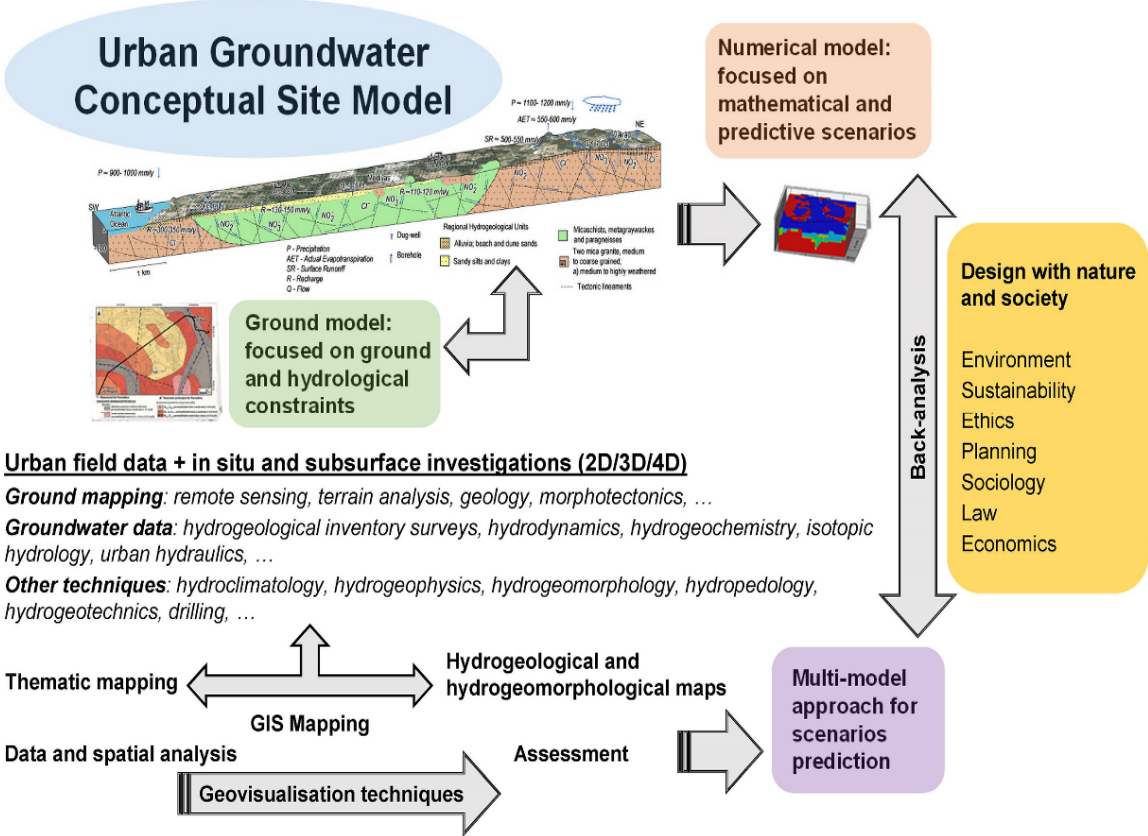 Urban Groundwater
Conceptual Site Model
Numerical model:
focused on
mathematical and
predictive scenarios
P ~ 1100- 1200 mm/y
AET ~ 550-600 mm/y
SR ~ 500-550 mm/y
NE
P ~ 900- 1000 mm/y
SW
Atlantic
Ocean
R ~ 300-350 mm/y
R ~ 130-150 mm/y
R ~ 110-120 mm/y
NO
Cl
1 km
P - Precipitation
AET - Actual Evapotranspiration
SR - Surface Runoff
R - Recharge
Q - Flow
Dug-well
Borehole
Regional Hydrogeological Units
Alluvia; beach and dune sands
Sandy silts and clays
Micaschists, metagraywackes
and paragneisses
Two mica granite, medium
to coarse grained;
a) medium to highly weathered
Tectonic lineaments
Ground model:
focused on ground
and hydrological
constraints
Back-analysis
Design with nature
and society
Environment
Sustainability
Ethics
Planning
Sociology
Law
Economics
Urban field data + in situ and subsurface investigations (2D/3D/4D)
Ground mapping: remote sensing, terrain analysis, geology, morphotectonics, …
Groundwater data: hydrogeological inventory surveys, hydrodynamics, hydrogeochemistry, isotopic
hydrology, urban hydraulics, …
Other techniques: hydroclimatology, hydrogeophysics, hydrogeomorphology, hydropedology,
hydrogeotechnics, drilling, …
Thematic mapping
Hydrogeological and
hydrogeomorphological maps
GIS Mapping
Data and spatial analysis
Assessment
Geovisualisation techniques
Multi-model
approach for
scenarios
prediction